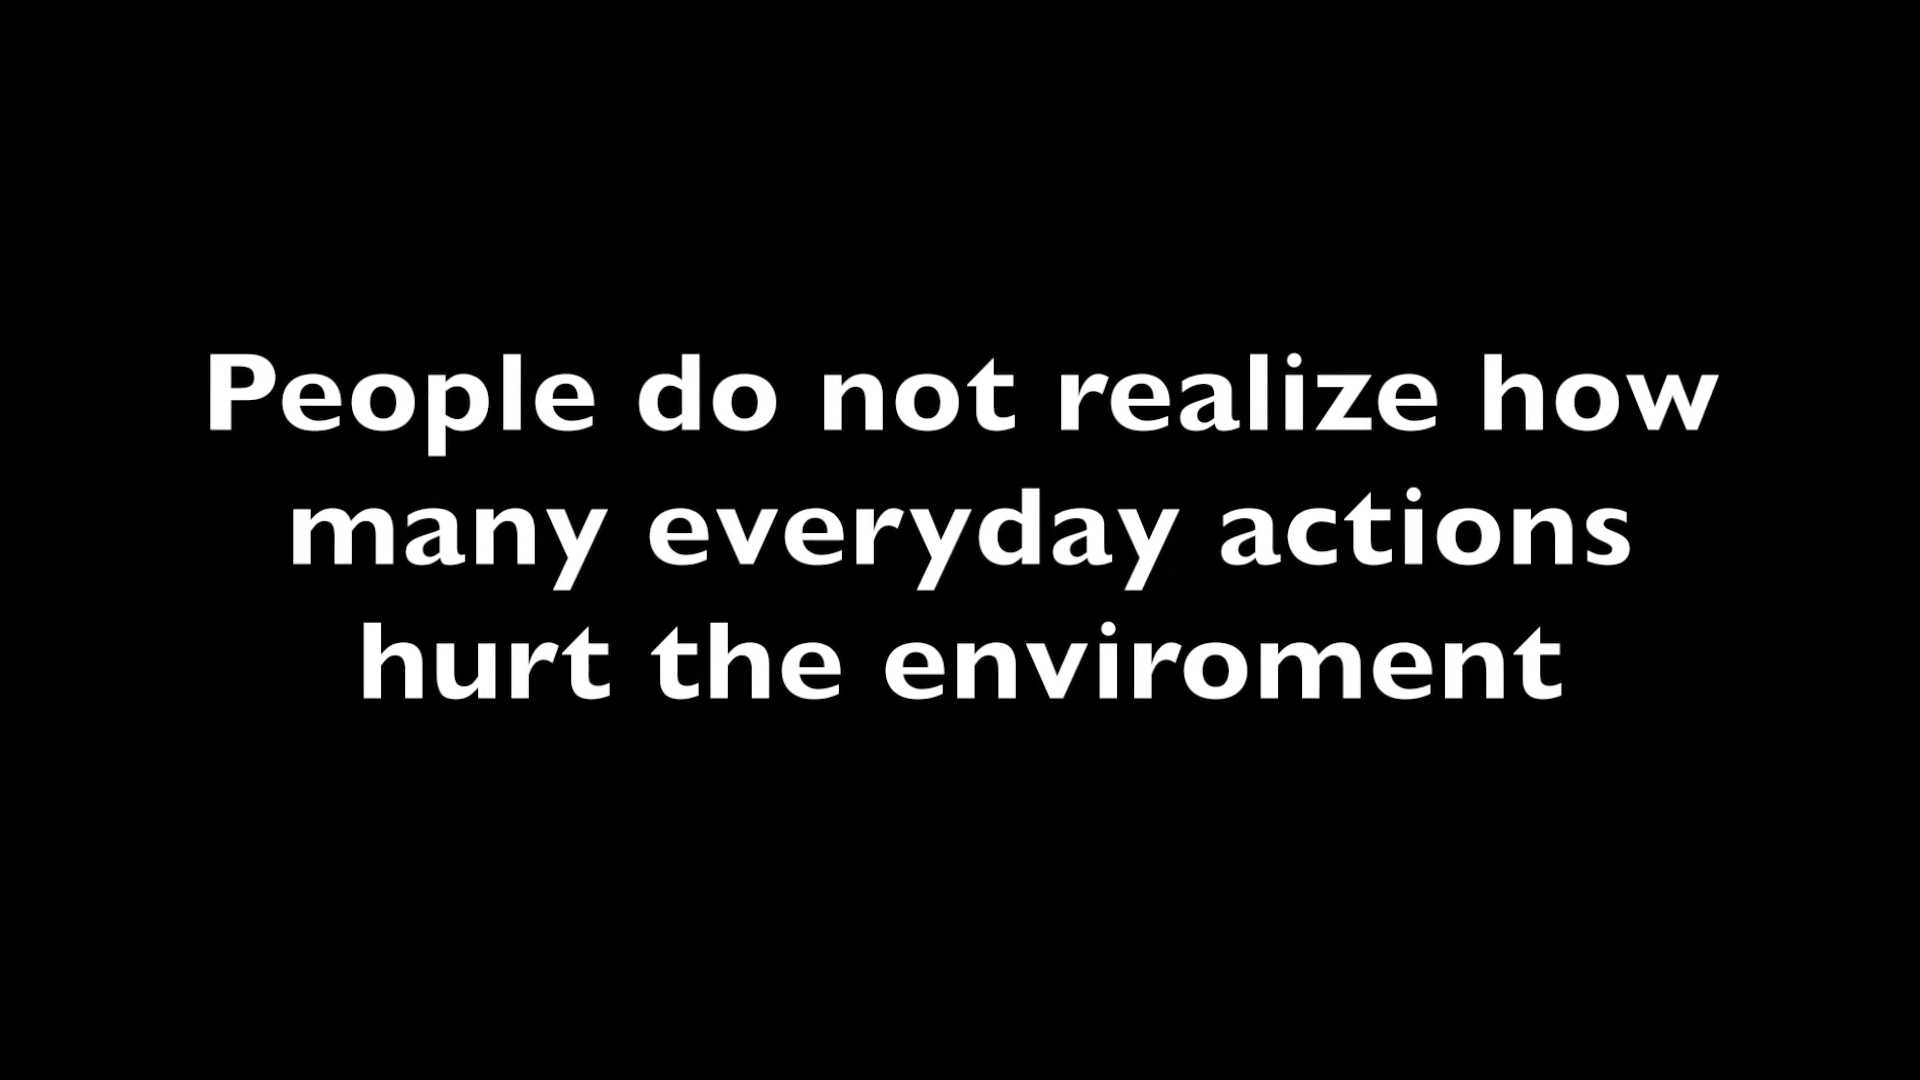 People do not realize how
many everyday actions
hurt the enviroment